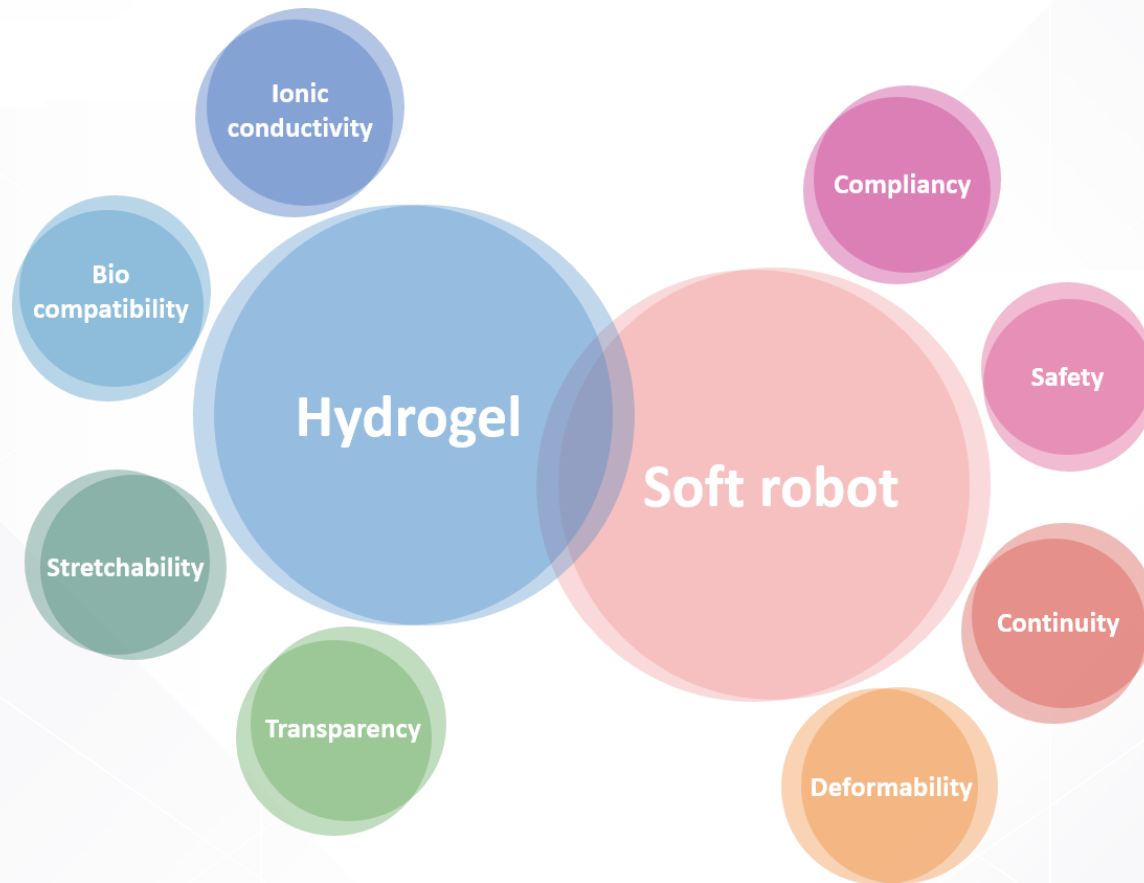 Ionic
conductivity
Bio
compatibility
Stretchability
Transparency
Hydrogel
Soft robot
Compliancy
Safety
Continuity
Deformability